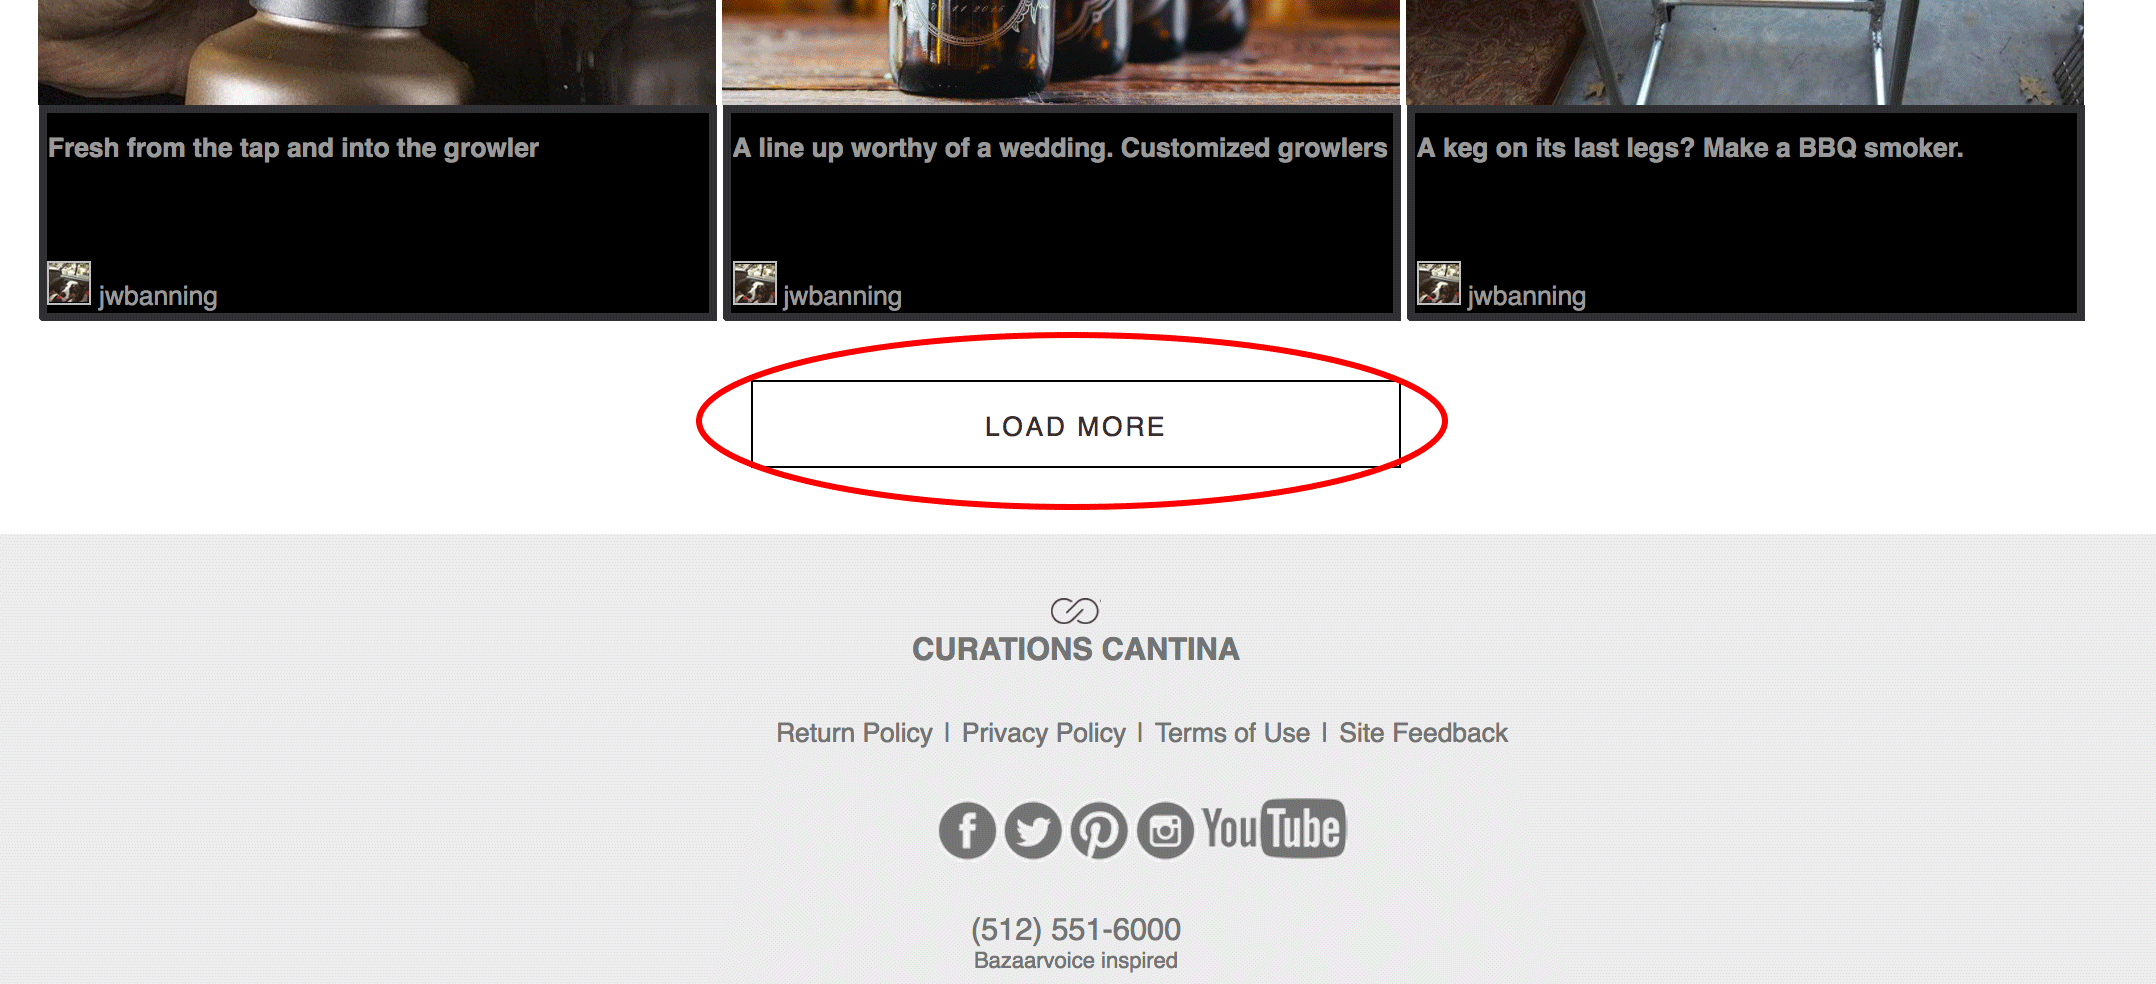 11 2015
Fresh from the tap and into the growler
A line up worthy of a wedding. Customized growlers
A keg on its last legs? Make a BBQ smoker.
jwbanning
jwbanning
jwbanning
LOAD MORE
CURATIONS CANTINA
Return Policy | Privacy Policy | Terms of Use | Site Feedback
YouTube
(512) 551-6000
Bazaarvoice inspired